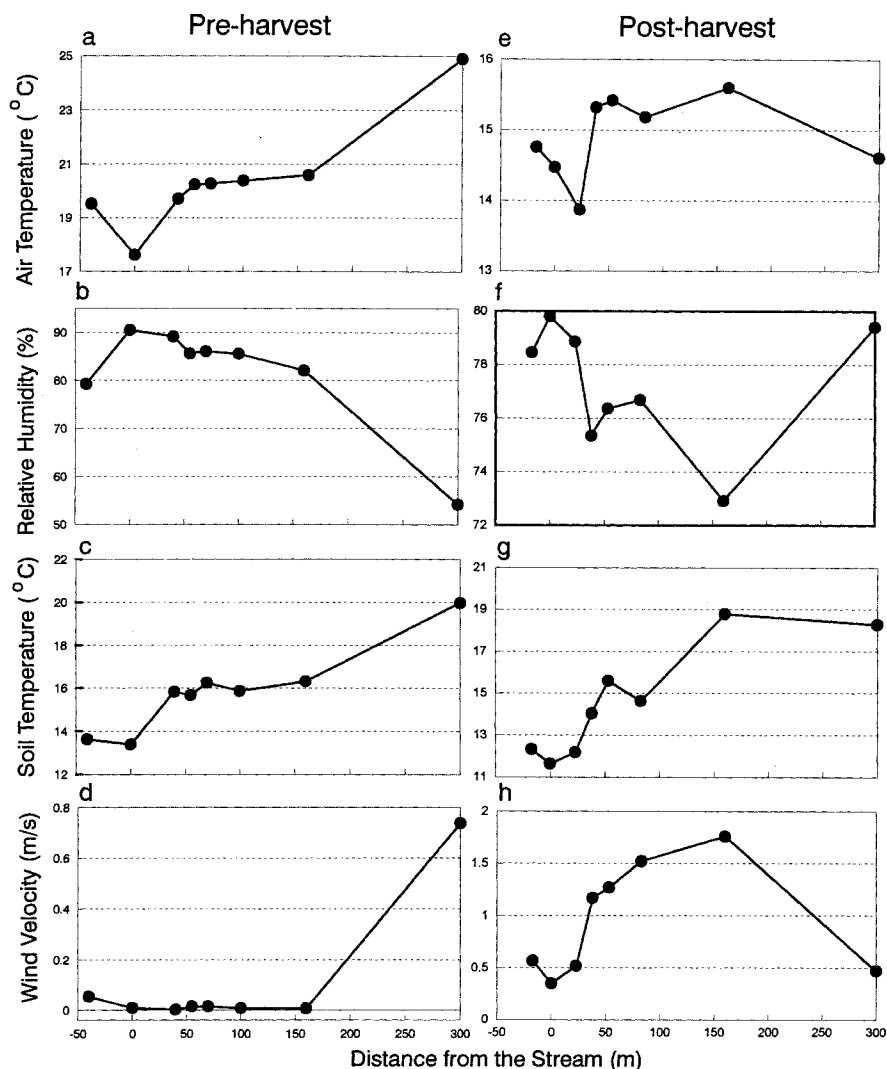 Pre-harvest
Post-harvest
a
Air Temperature (°C)
25
23
21
19
17
e
16
15
14
13
b
Relative Humidity (%)
90
80
70
60
50
f
80
78
76
74
72
c
Soil Temperature (°C)
22
20
18
16
14
12
g
21
19
17
15
13
11
d
Wind Velocity (m/s)
0.8
0.6
0.4
0.2
0
-50 0 50 100 150 200 250 300
h
2
1.5
1
0.5
0
-50 0 50 100 150 200 250 300
Distance from the Stream (m)